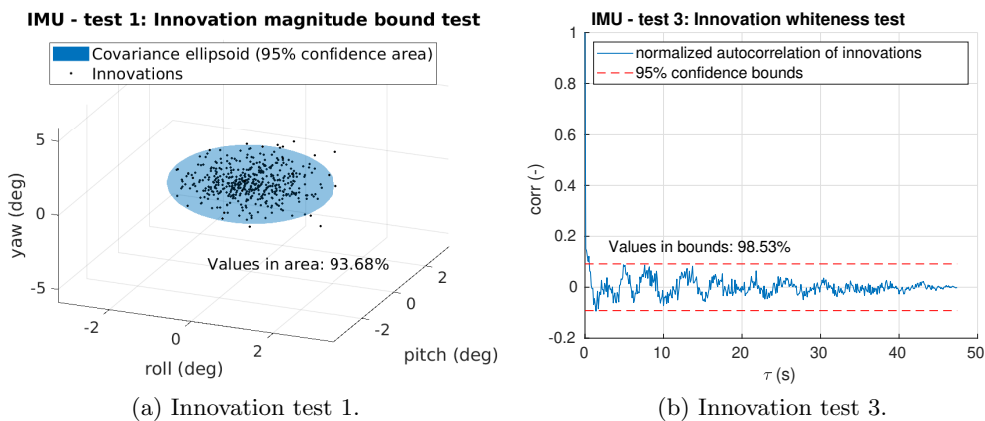 IMU - test 1: Innovation magnitude bound test
Covariance ellipsoid (95% confidence area)
Innovations
5
0
-5
yaw (deg)
Values in area: 93.68%
-2
0
2
roll (deg)
-2
0
2
pitch (deg)
(a) Innovation test 1.
IMU - test 3: Innovation whiteness test
normalized autocorrelation of innovations
95% confidence bounds
1
0.8
0.6
0.4
0.2
0
-0.2
corr (-)
Values in bounds: 98.53%
0
10
20
30
40
50
τ (s)
(b) Innovation test 3.